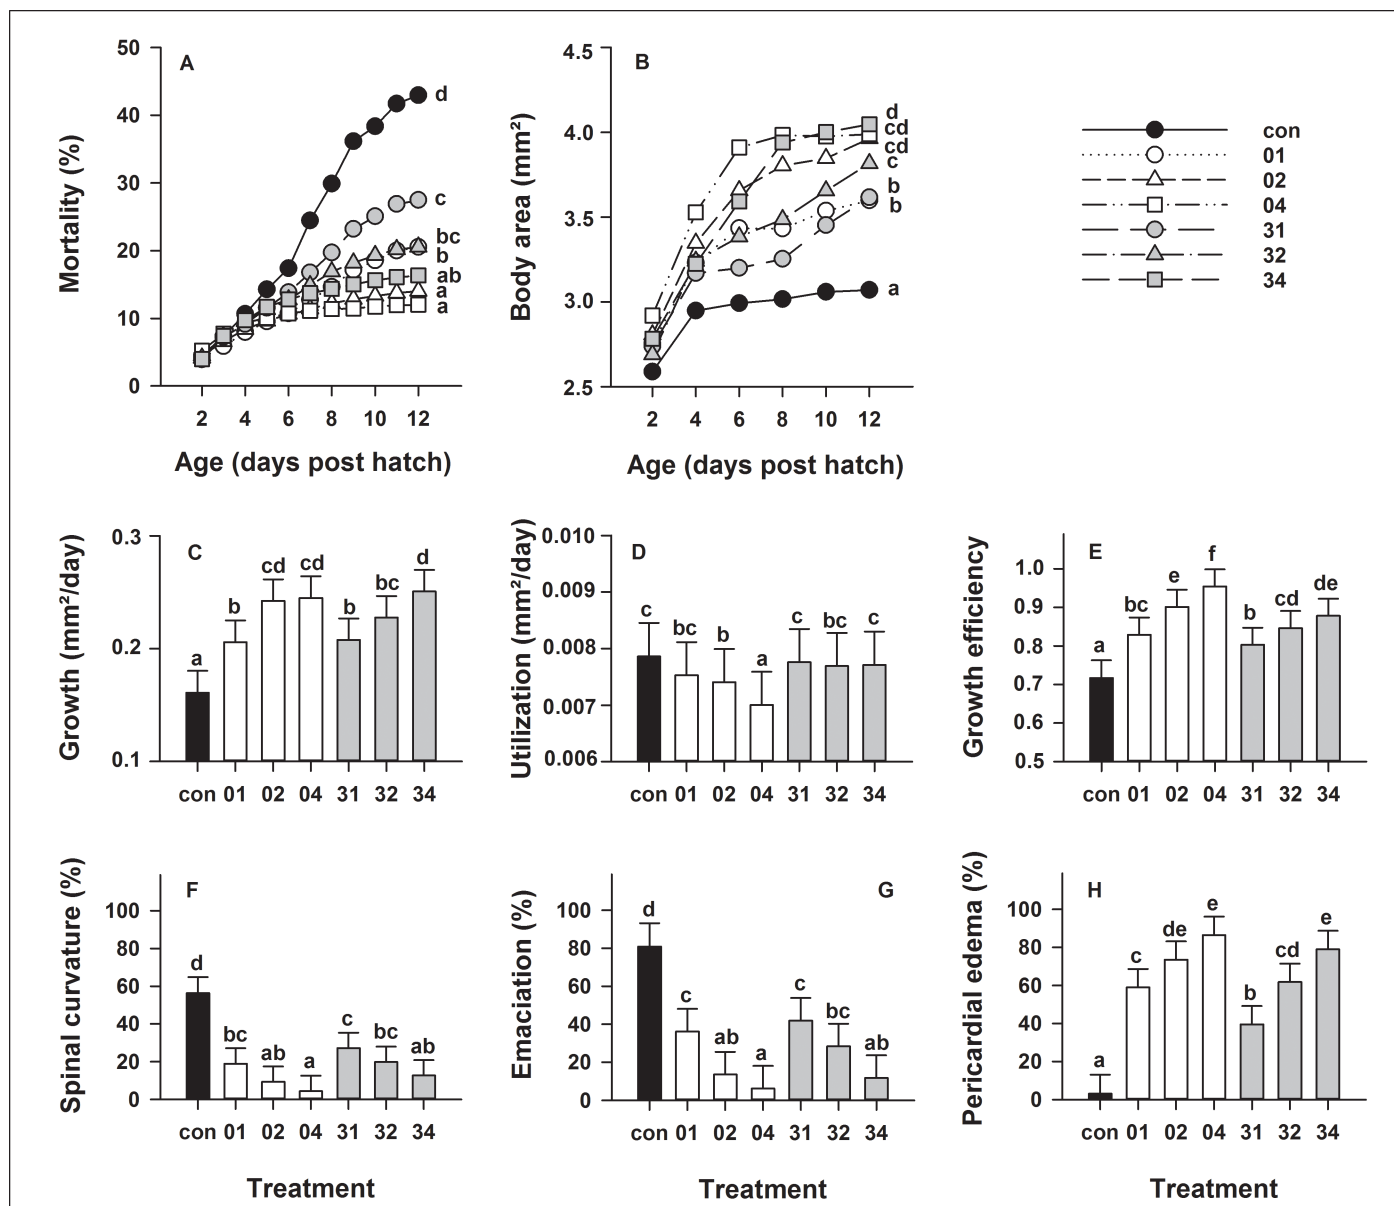 A
Mortality (%)
50
40
30
20
10
0
d
c
bc
b
ab
a
a
2 4 6 8 10 12
Age (days post hatch)
B
Body area (mm²)
4.5
4.0
3.5
3.0
2.5
d
cd
cd
c
b
b
a
2 4 6 8 10 12
Age (days post hatch)
con
01
02
04
31
32
34
C
Growth (mm²/day)
0.3
0.2
0.1
a b cd cd b bc d
con 01 02 04 31 32 34
D
Utilization (mm²/day)
0.010
0.009
0.008
0.007
0.006
c bc b a c bc c
con 01 02 04 31 32 34
E
Growth efficiency
1.0
0.9
0.8
0.7
0.6
0.5
a bc e f b cd de
con 01 02 04 31 32 34
F
Spinal curvature (%)
100
80
60
40
20
0
d bc ab a c bc ab
con 01 02 04 31 32 34
Treatment
G
Emaciation (%)
100
80
60
40
20
0
d c ab a c bc ab
con 01 02 04 31 32 34
Treatment
H
Pericardial edema (%)
100
80
60
40
20
0
a c de e b cd e
con 01 02 04 31 32 34
Treatment